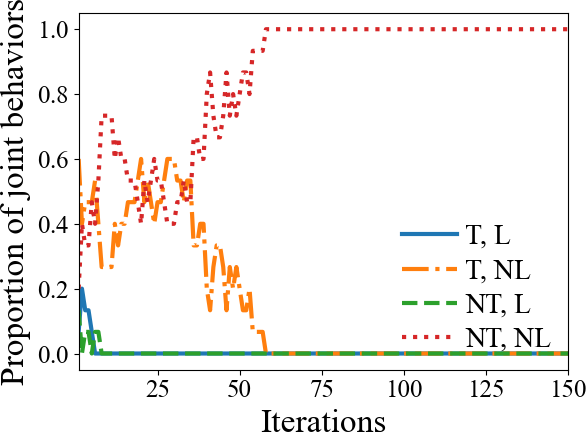 Proportion of joint behaviors
1.0
0.8
0.6
0.4
0.2
0.0
T, L
T, NL
NT, L
NT, NL
25 50 75 100 125 150
Iterations